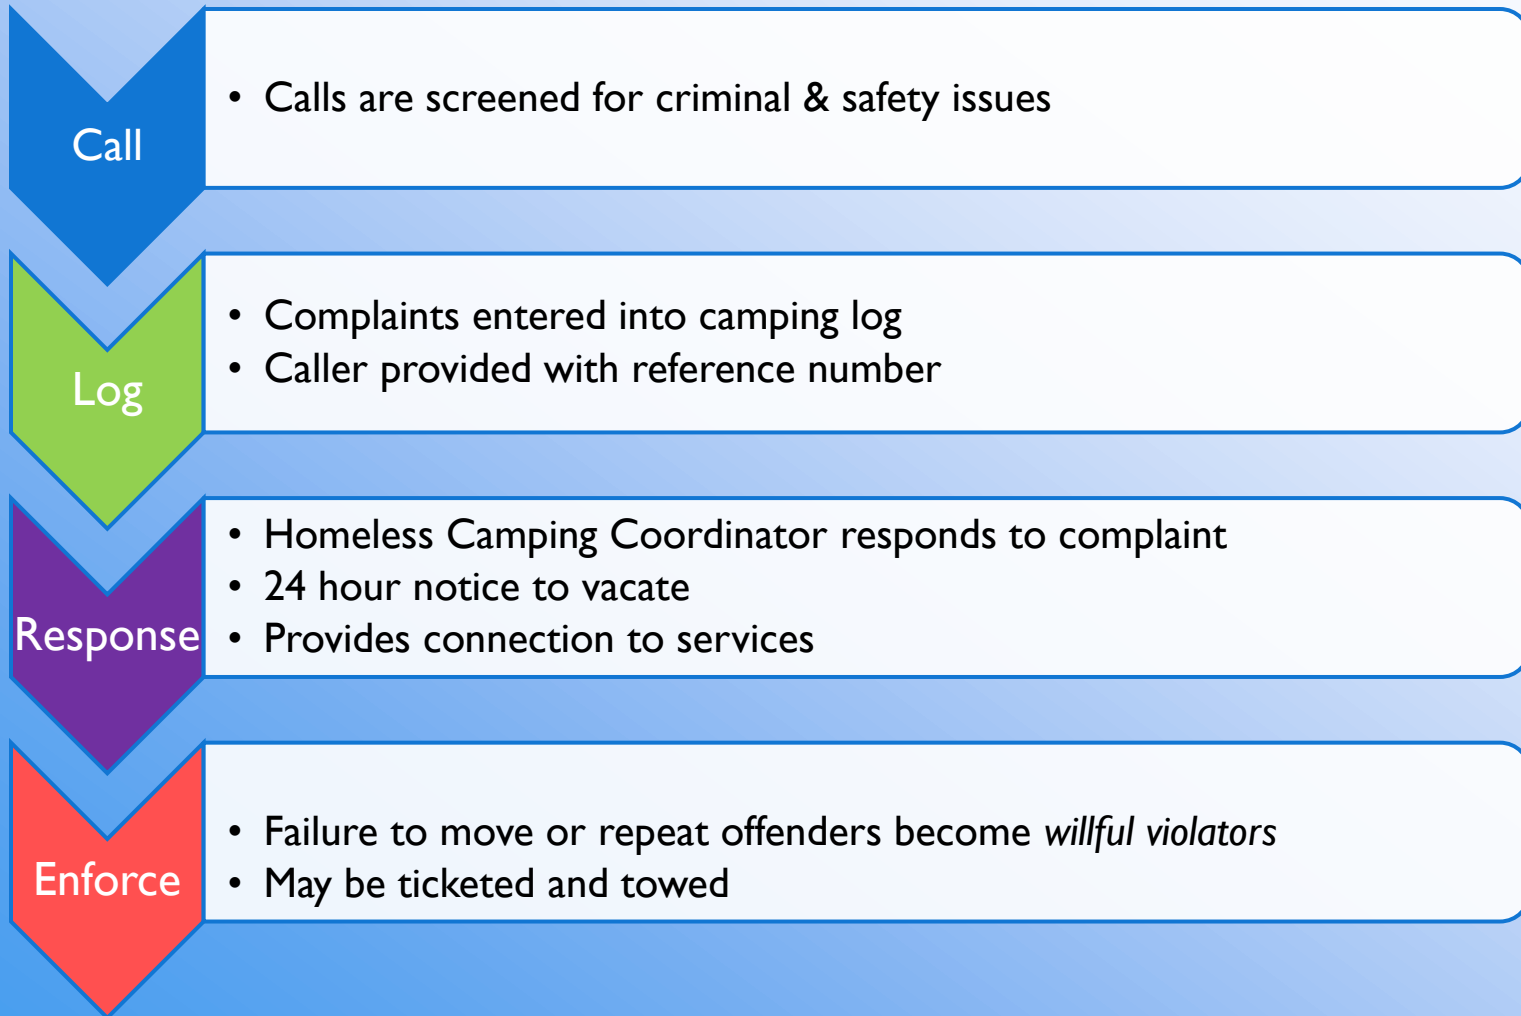 Call
• Calls are screened for criminal & safety issues
Log
• Complaints entered into camping log
• Caller provided with reference number
Response
• Homeless Camping Coordinator responds to complaint
• 24 hour notice to vacate
• Provides connection to services
Enforce
• Failure to move or repeat offenders become willful violators
• May be ticketed and towed